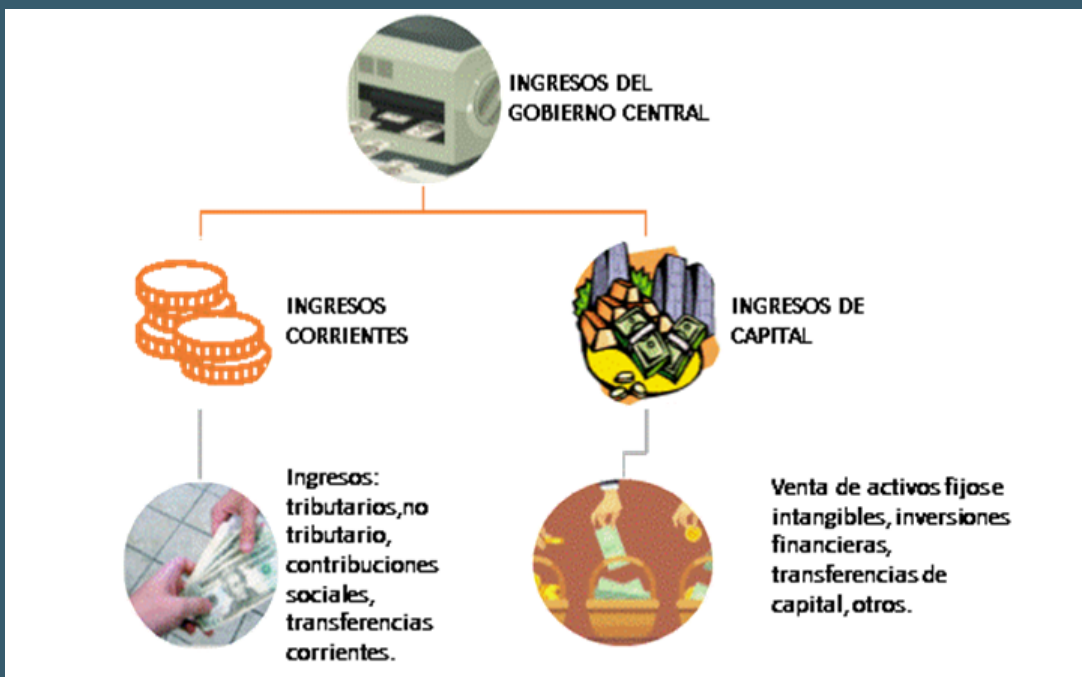 INGRESOS DEL
GOBIERNO CENTRAL
INGRESOS
CORRIENTES
INGRESOS DE
CAPITAL
Ingresos:
tributarios,no
tributario,
contribuciones
sociales,
transferencias
corrientes.
Venta de activos fijose
intangibles, inversiones
financieras,
transferencias de
capital, otros.